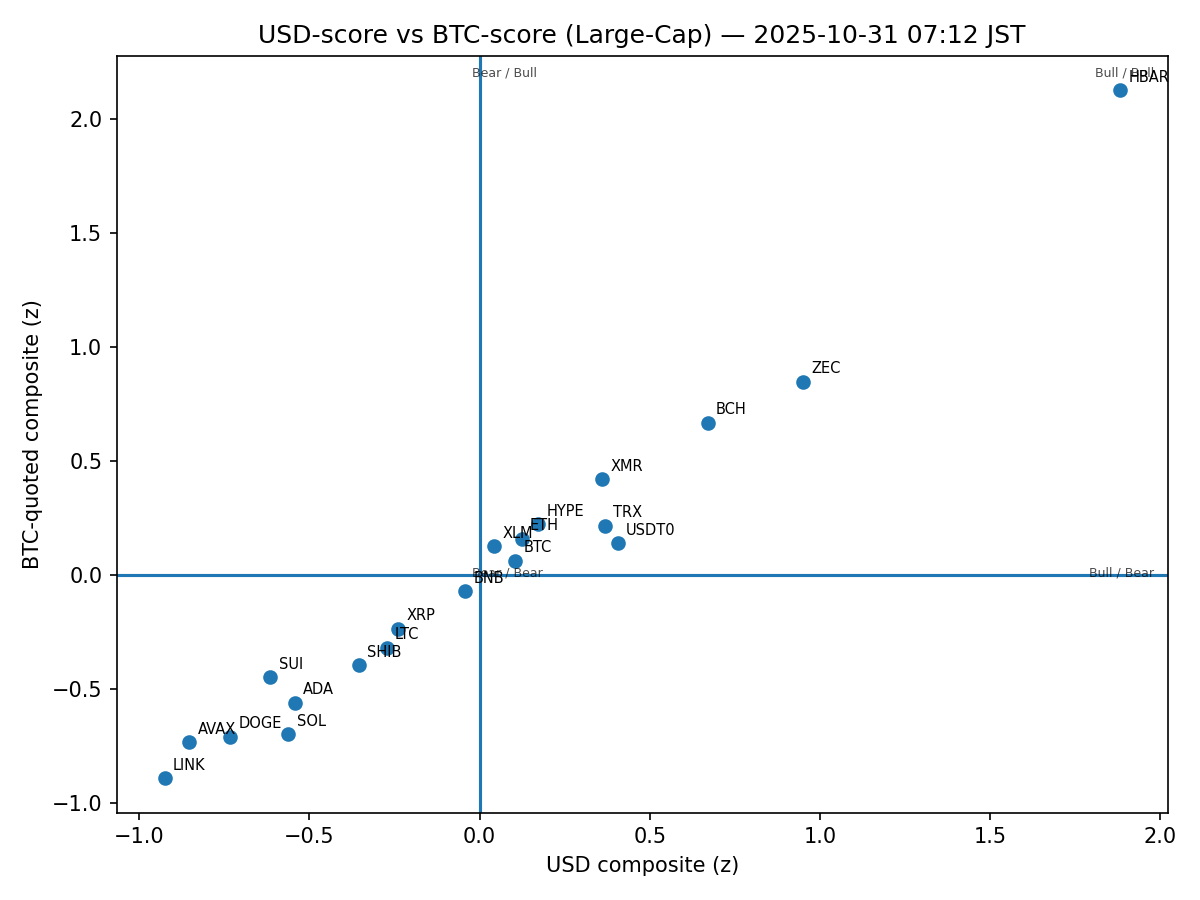 USD-score vs BTC-score (Large-Cap) — 2025-10-31 07:12 JST
Bear / Bull
Bull / Bull
HBAR
2.0
1.5
1.0
0.5
0.0
−0.5
−1.0
BTC-quoted composite (z)
ZEC
BCH
XMR
HYPE
TRX
ETH
USDT0
XLM
BTC
Bear / Bear
BNB
Bull / Bear
XRP
LTC
SHIB
SUI
ADA
SOL
DOGE
AVAX
LINK
−1.0
−0.5
0.0
0.5
1.0
1.5
2.0
USD composite (z)